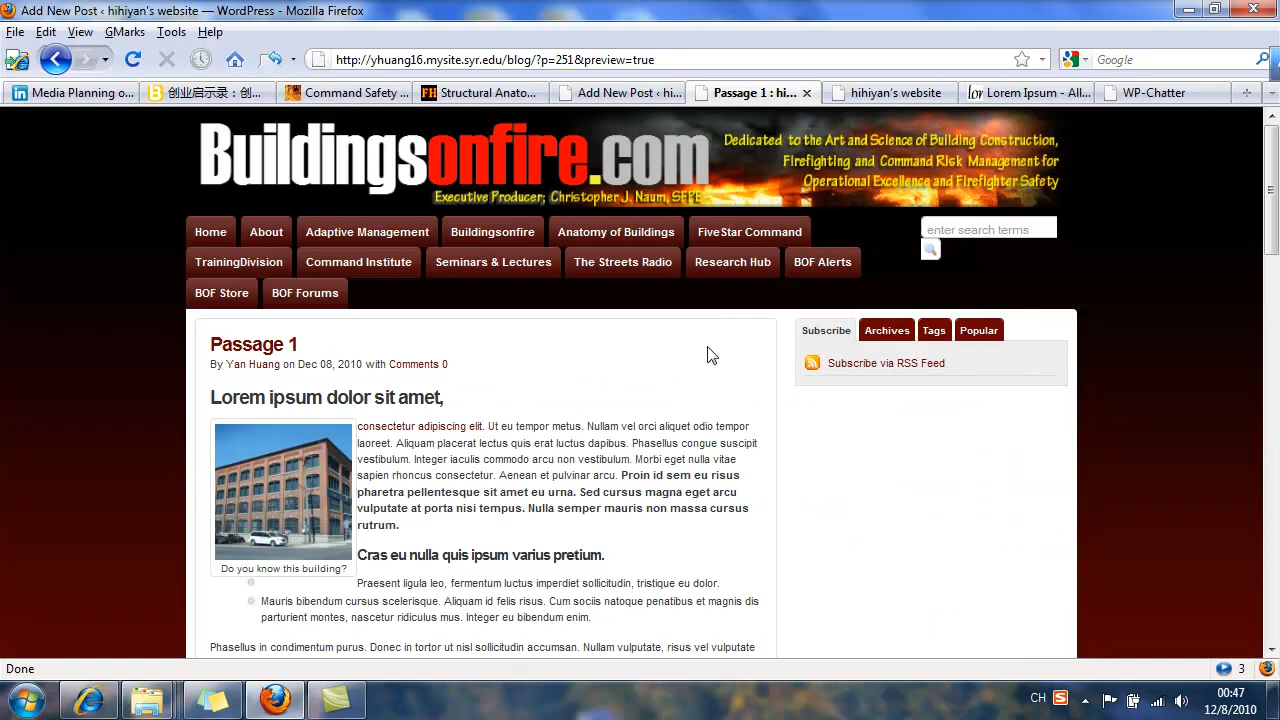 Add New Post ‹ hihiyan's website — WordPress - Mozilla Firefox
File Edit View GMarks Tools Help
http://yhuang16.mysite.syr.edu/blog/?p=251&preview=true
Google
Media Planning o...
创业启示录：创...
Command Safety ...
Structural Anato...
Add New Post ‹ hi...
Passage 1 : hi...
hihiyan's website
Lorem Ipsum - All...
WP-Chatter
Buildingsonfire.com
Executive Producer; Christopher J. Naum, SFPE
Dedicated to the Art and Science of Building Construction,
Firefighting and Command Risk Management for
Operational Excellence and Firefighter Safety
Home About Adaptive Management Buildingsonfire Anatomy of Buildings FiveStar Command
TrainingDivision Command Institute Seminars & Lectures The Streets Radio Research Hub BOF Alerts
BOF Store BOF Forums
enter search terms
Passage 1
By Yan Huang on Dec 08, 2010 with Comments 0
Lorem ipsum dolor sit amet,
consectetur adipiscing elit. Ut eu tempor metus. Nullam vel orci aliquet odio tempor
laoreet. Aliquam placerat lectus quis erat luctus dapibus. Phasellus congue suscipit
vestibulum. Integer iaculis commodo arcu non vestibulum. Morbi eget nulla vitae
sapien rhoncus consectetur. Aenean et pulvinar arcu. Proin id sem eu risus
pharetra pellentesque sit amet eu urna. Sed cursus magna eget arcu
vulputate at porta nisi tempus. Nulla semper mauris non massa cursus
rutrum.
Do you know this building?
Cras eu nulla quis ipsum varius pretium.
Praesent ligula leo, fermentum luctus imperdiet sollicitudin, tristique eu dolor.
Mauris bibendum cursus scelerisque. Aliquam id felis risus. Cum sociis natoque penatibus et magnis dis
parturient montes, nascetur ridiculus mus. Integer eu bibendum enim.
Phasellus in condimentum purus. Donec in tortor ut nisl sollicitudin accumsan. Nullam vulputate, risus vel vulputate
Subscribe Archives Tags Popular
Subscribe via RSS Feed
Done
3
CH
00:47
12/8/2010